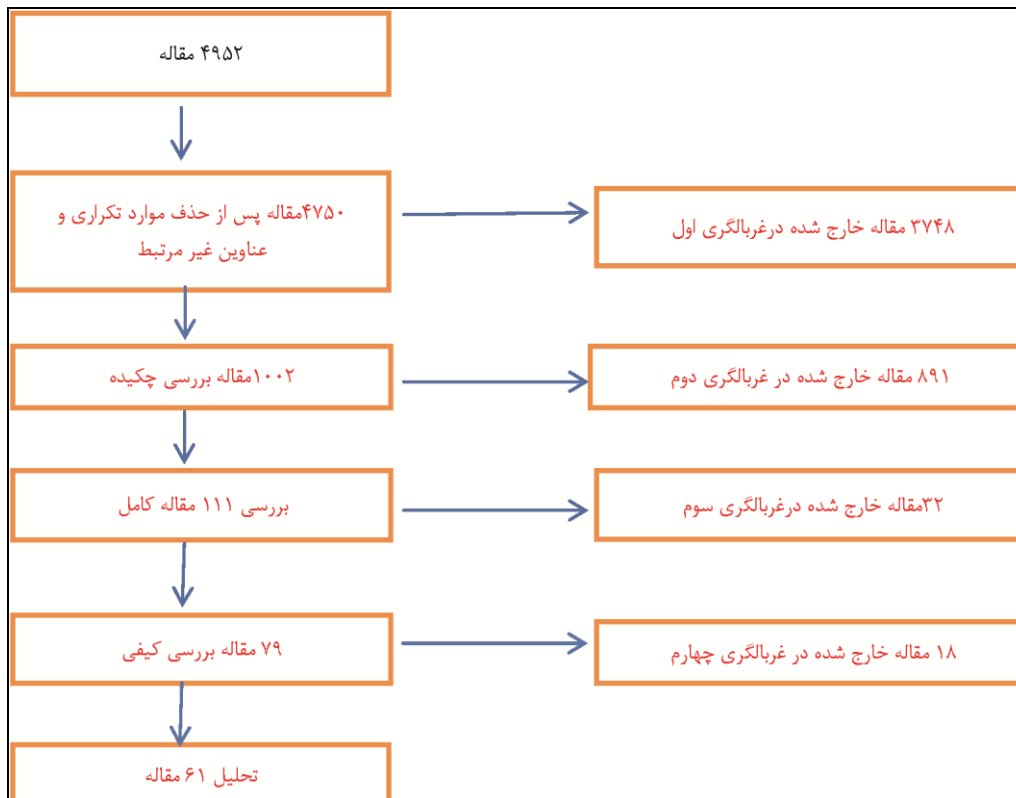 ۴۹۵۲ مقاله
۴۷۵۰مقاله پس از حذف موارد تکراری و
عناوین غیر مرتبط
۳۷۴۸ مقاله خارج شده درغربالگری اول
۱۰۰۲مقاله بررسی چکیده
۸۹۱ مقاله خارج شده در غربالگری دوم
بررسی ۱۱۱ مقاله کامل
۳۲مقاله خارج شده درغربالگری سوم
۷۹ مقاله بررسی کیفی
۱۸ مقاله خارج شده در غربالگری چهارم
تحلیل ۶۱ مقاله